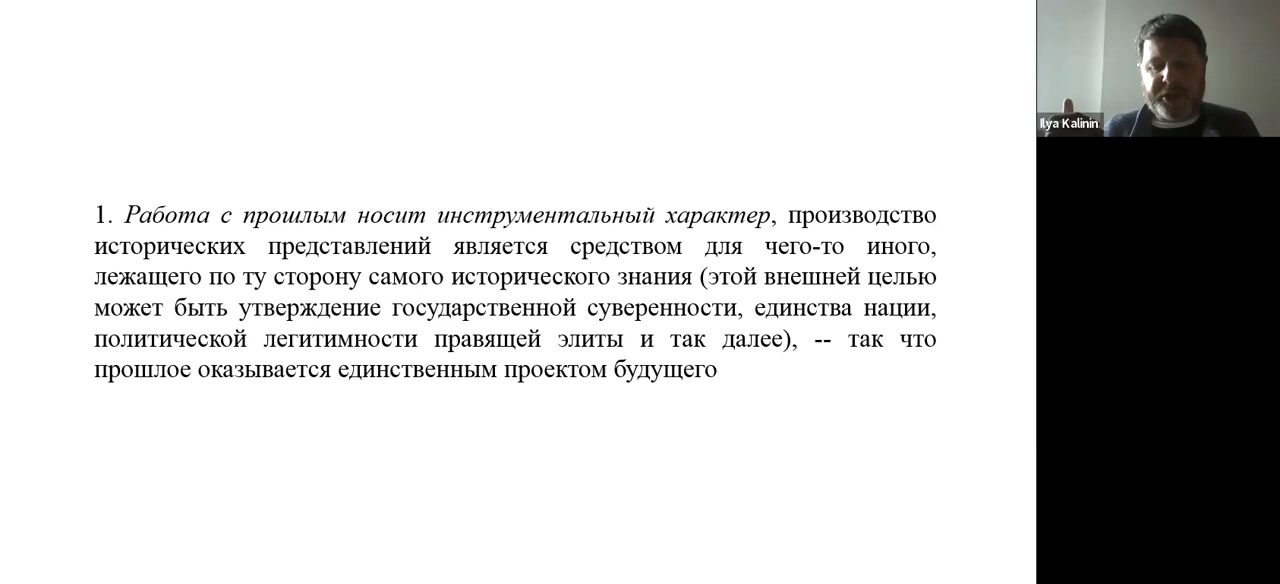 1. Работа с прошлым носит инструментальный характер, производство
исторических представлений является средством для чего-то иного,
лежащего по ту сторону самого исторического знания (этой внешней целью
может быть утверждение государственной суверенности, единства нации,
политической легитимности правящей элиты и так далее), -- так что
прошлое оказывается единственным проектом будущего
Ilya Kalinin